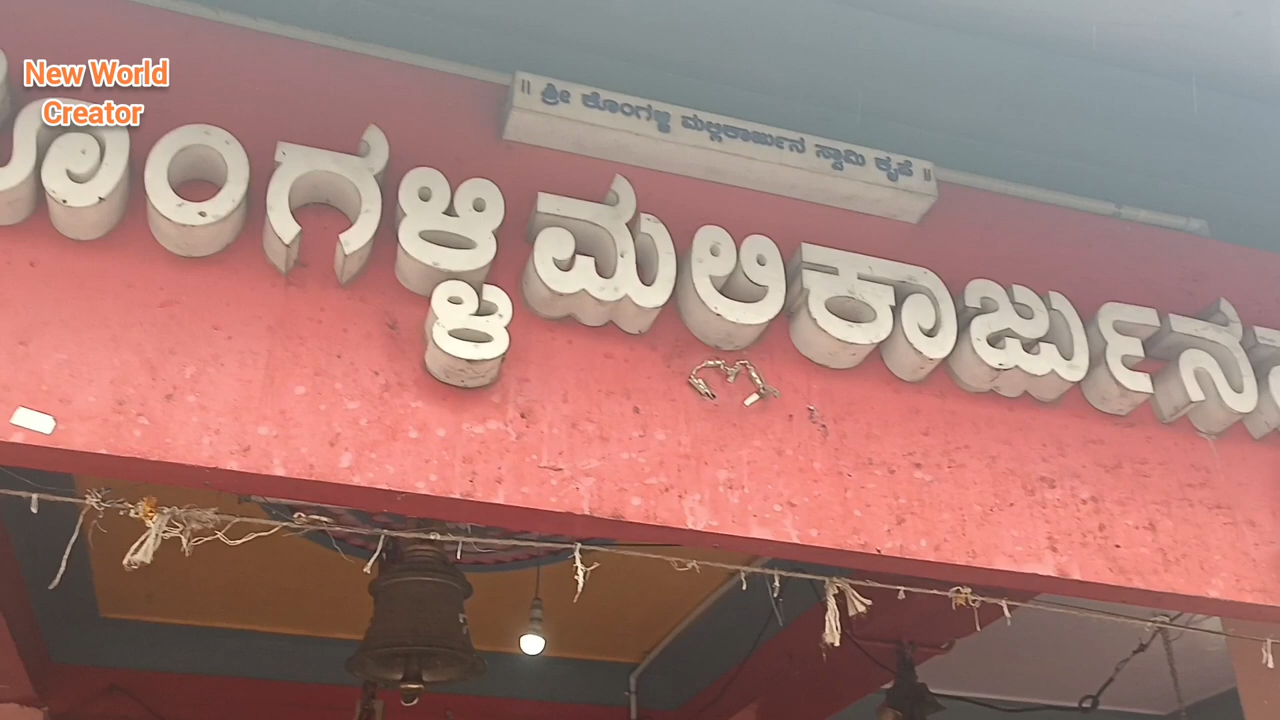 New World
Creator
|| ಶ್ರೀ ಕೊಂಗಳ್ಳಿ ಮಲ್ಲಿಕಾರ್ಜುನ ಸ್ವಾಮಿ ಕೃಪೆ ||
ೊಂಗಳ್ಳಿಮಲಿಕಾರ್ಜುನ